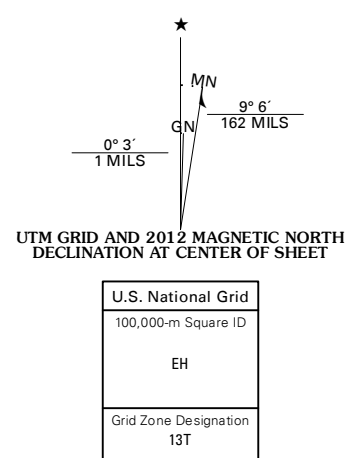 ★
MN
GN
9° 6´
162 MILS
0° 3´
1 MILS
UTM GRID AND 2012 MAGNETIC NORTH
DECLINATION AT CENTER OF SHEET
U.S. National Grid
100,000-m Square ID
EH
Grid Zone Designation
13T